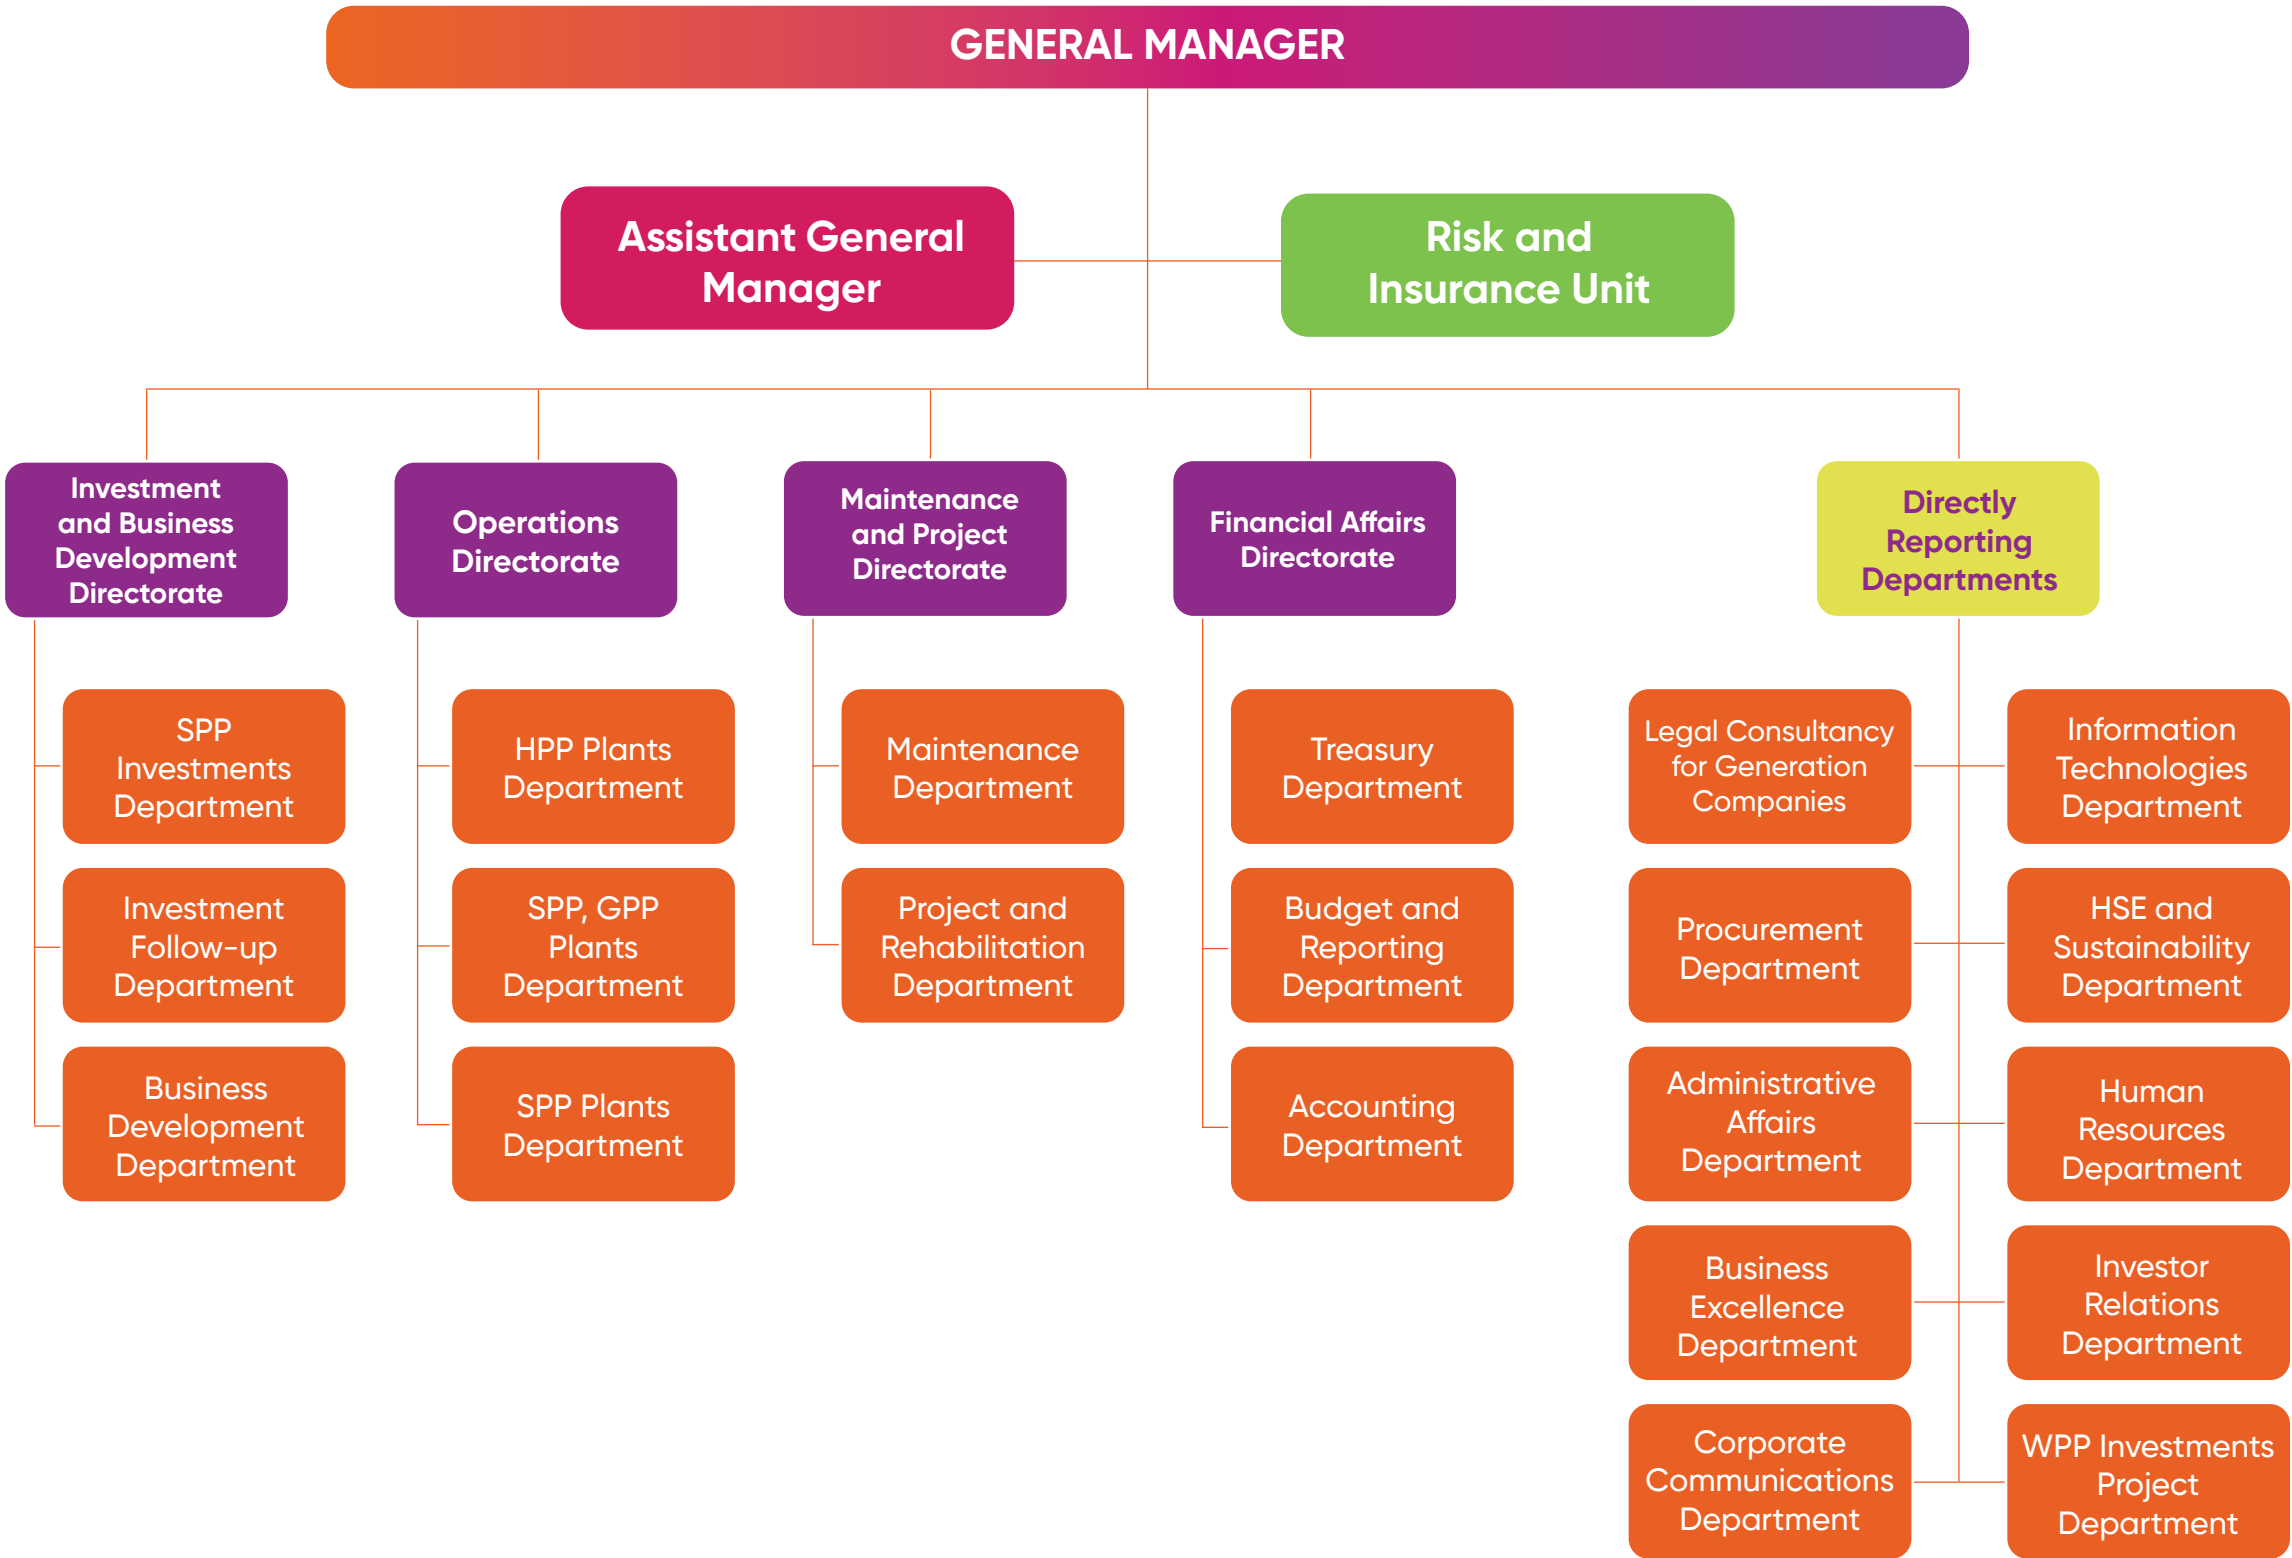 GENERAL MANAGER
Assistant General
Manager
Risk and
Insurance Unit
Investment
and Business
Development
Directorate
Operations
Directorate
Maintenance
and Project
Directorate
Financial Affairs
Directorate
Directly
Reporting
Departments
SPP
Investments
Department
Investment
Follow-up
Department
Business
Development
Department
HPP Plants
Department
SPP, GPP
Plants
Department
SPP Plants
Department
Maintenance
Department
Project and
Rehabilitation
Department
Treasury
Department
Budget and
Reporting
Department
Accounting
Department
Legal Consultancy
for Generation
Companies
Procurement
Department
Administrative
Affairs
Department
Business
Excellence
Department
Corporate
Communications
Department
Information
Technologies
Department
HSE and
Sustainability
Department
Human
Resources
Department
Investor
Relations
Department
WPP Investments
Project
Department